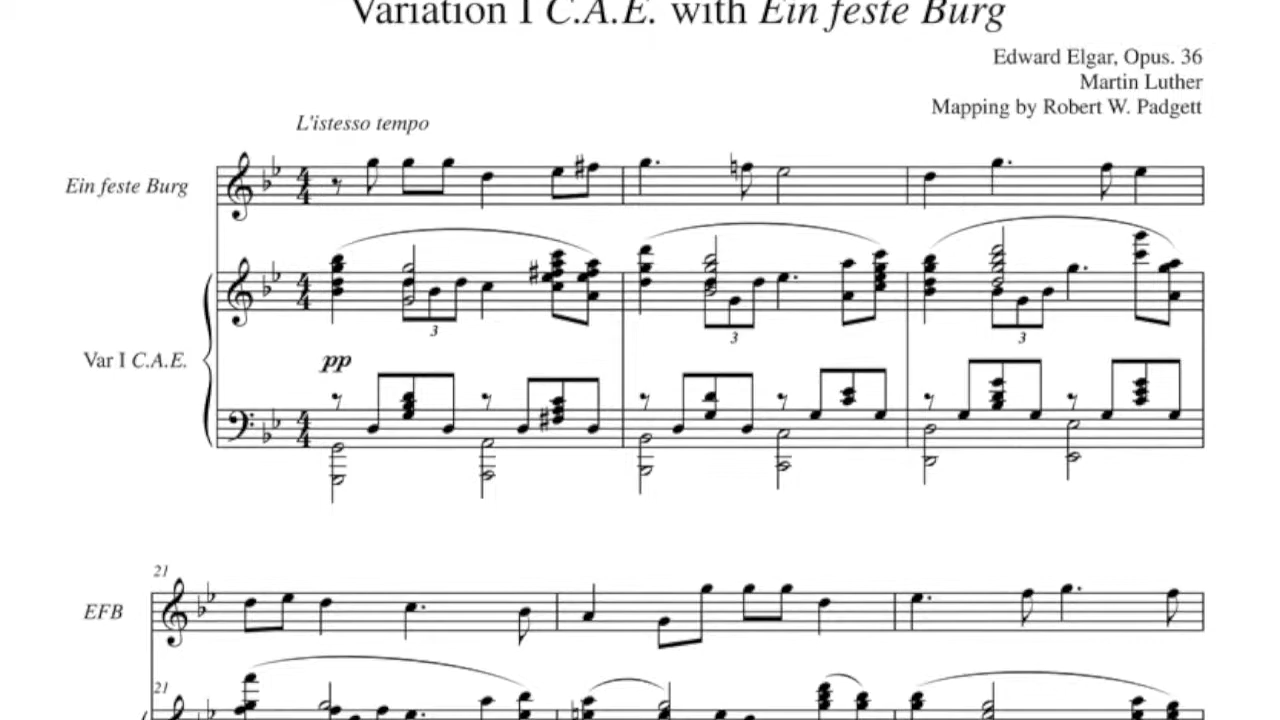 Variation I C.A.E. with Ein feste Burg
Edward Elgar, Opus. 36
Martin Luther
Mapping by Robert W. Padgett
L'istesso tempo
Ein feste Burg
3
3
3
pp
Var I C.A.E.
21
EFB
21